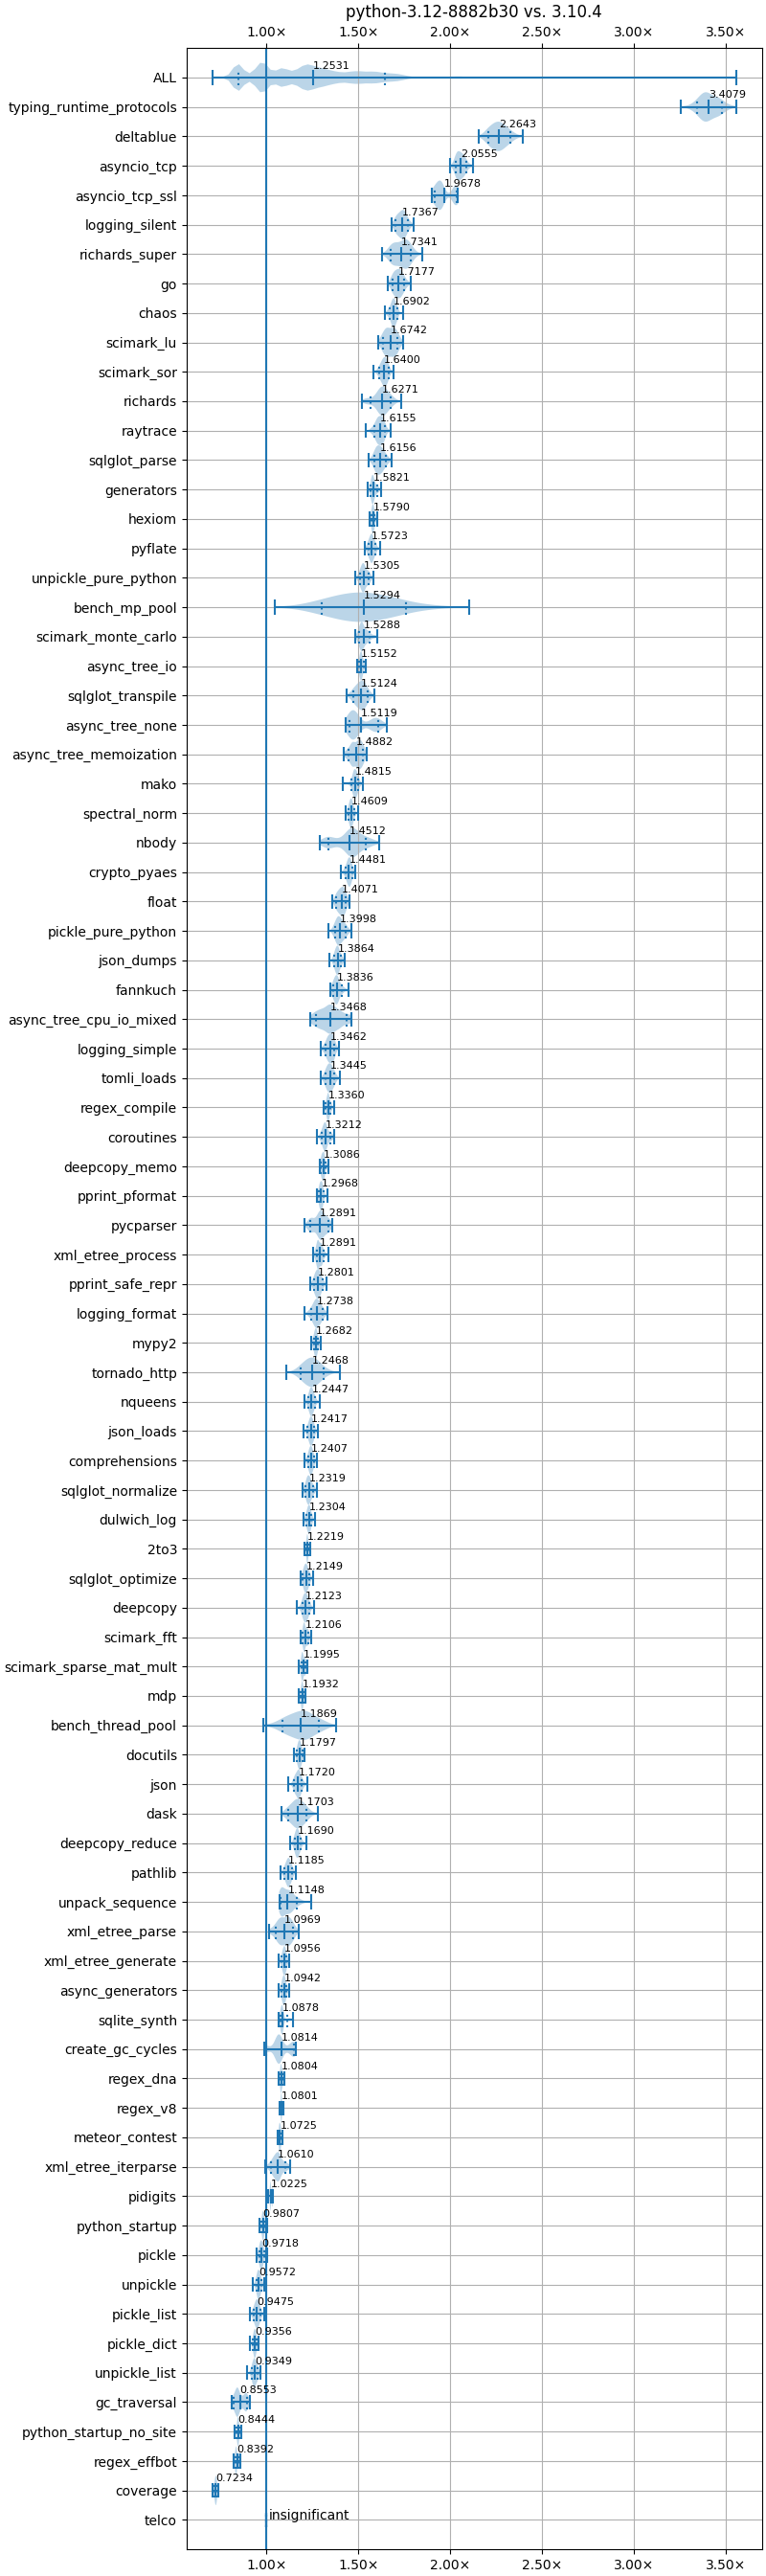 python-3.12-8882b30 vs. 3.10.4
1.00× 1.50× 2.00× 2.50× 3.00× 3.50×
ALL 1.2531
typing_runtime_protocols 3.4079
deltablue 2.2643
asyncio_tcp 2.0555
asyncio_tcp_ssl 1.9678
logging_silent 1.7367
richards_super 1.7341
go 1.7177
chaos 1.6902
scimark_lu 1.6742
scimark_sor 1.6400
richards 1.6271
raytrace 1.6155
sqlglot_parse 1.6156
generators 1.5821
hexiom 1.5790
pyflate 1.5723
unpickle_pure_python 1.5305
bench_mp_pool 1.5294
scimark_monte_carlo 1.5288
async_tree_io 1.5152
sqlglot_transpile 1.5124
async_tree_none 1.5119
async_tree_memoization 1.4882
mako 1.4815
spectral_norm 1.4609
nbody 1.4512
crypto_pyaes 1.4481
float 1.4071
pickle_pure_python 1.3998
json_dumps 1.3864
fannkuch 1.3836
async_tree_cpu_io_mixed 1.3468
logging_simple 1.3462
tomli_loads 1.3445
regex_compile 1.3360
coroutines 1.3212
deepcopy_memo 1.3086
pprint_pformat 1.2968
pycparser 1.2891
xml_etree_process 1.2891
pprint_safe_repr 1.2801
logging_format 1.2738
mypy2 1.2682
tornado_http 1.2468
nqueens 1.2447
json_loads 1.2417
comprehensions 1.2407
sqlglot_normalize 1.2319
dulwich_log 1.2304
2to3 1.2219
sqlglot_optimize 1.2149
deepcopy 1.2123
scimark_fft 1.2106
scimark_sparse_mat_mult 1.1995
mdp 1.1932
bench_thread_pool 1.1869
docutils 1.1797
json 1.1720
dask 1.1703
deepcopy_reduce 1.1690
pathlib 1.1185
unpack_sequence 1.1148
xml_etree_parse 1.0969
xml_etree_generate 1.0956
async_generators 1.0942
sqlite_synth 1.0878
create_gc_cycles 1.0814
regex_dna 1.0804
regex_v8 1.0801
meteor_contest 1.0725
xml_etree_iterparse 1.0610
pidigits 1.0225
python_startup 0.9807
pickle 0.9718
unpickle 0.9572
pickle_list 0.9475
pickle_dict 0.9356
unpickle_list 0.9349
gc_traversal 0.8553
python_startup_no_site 0.8444
regex_effbot 0.8392
coverage 0.7234
telco insignificant
1.00× 1.50× 2.00× 2.50× 3.00× 3.50×